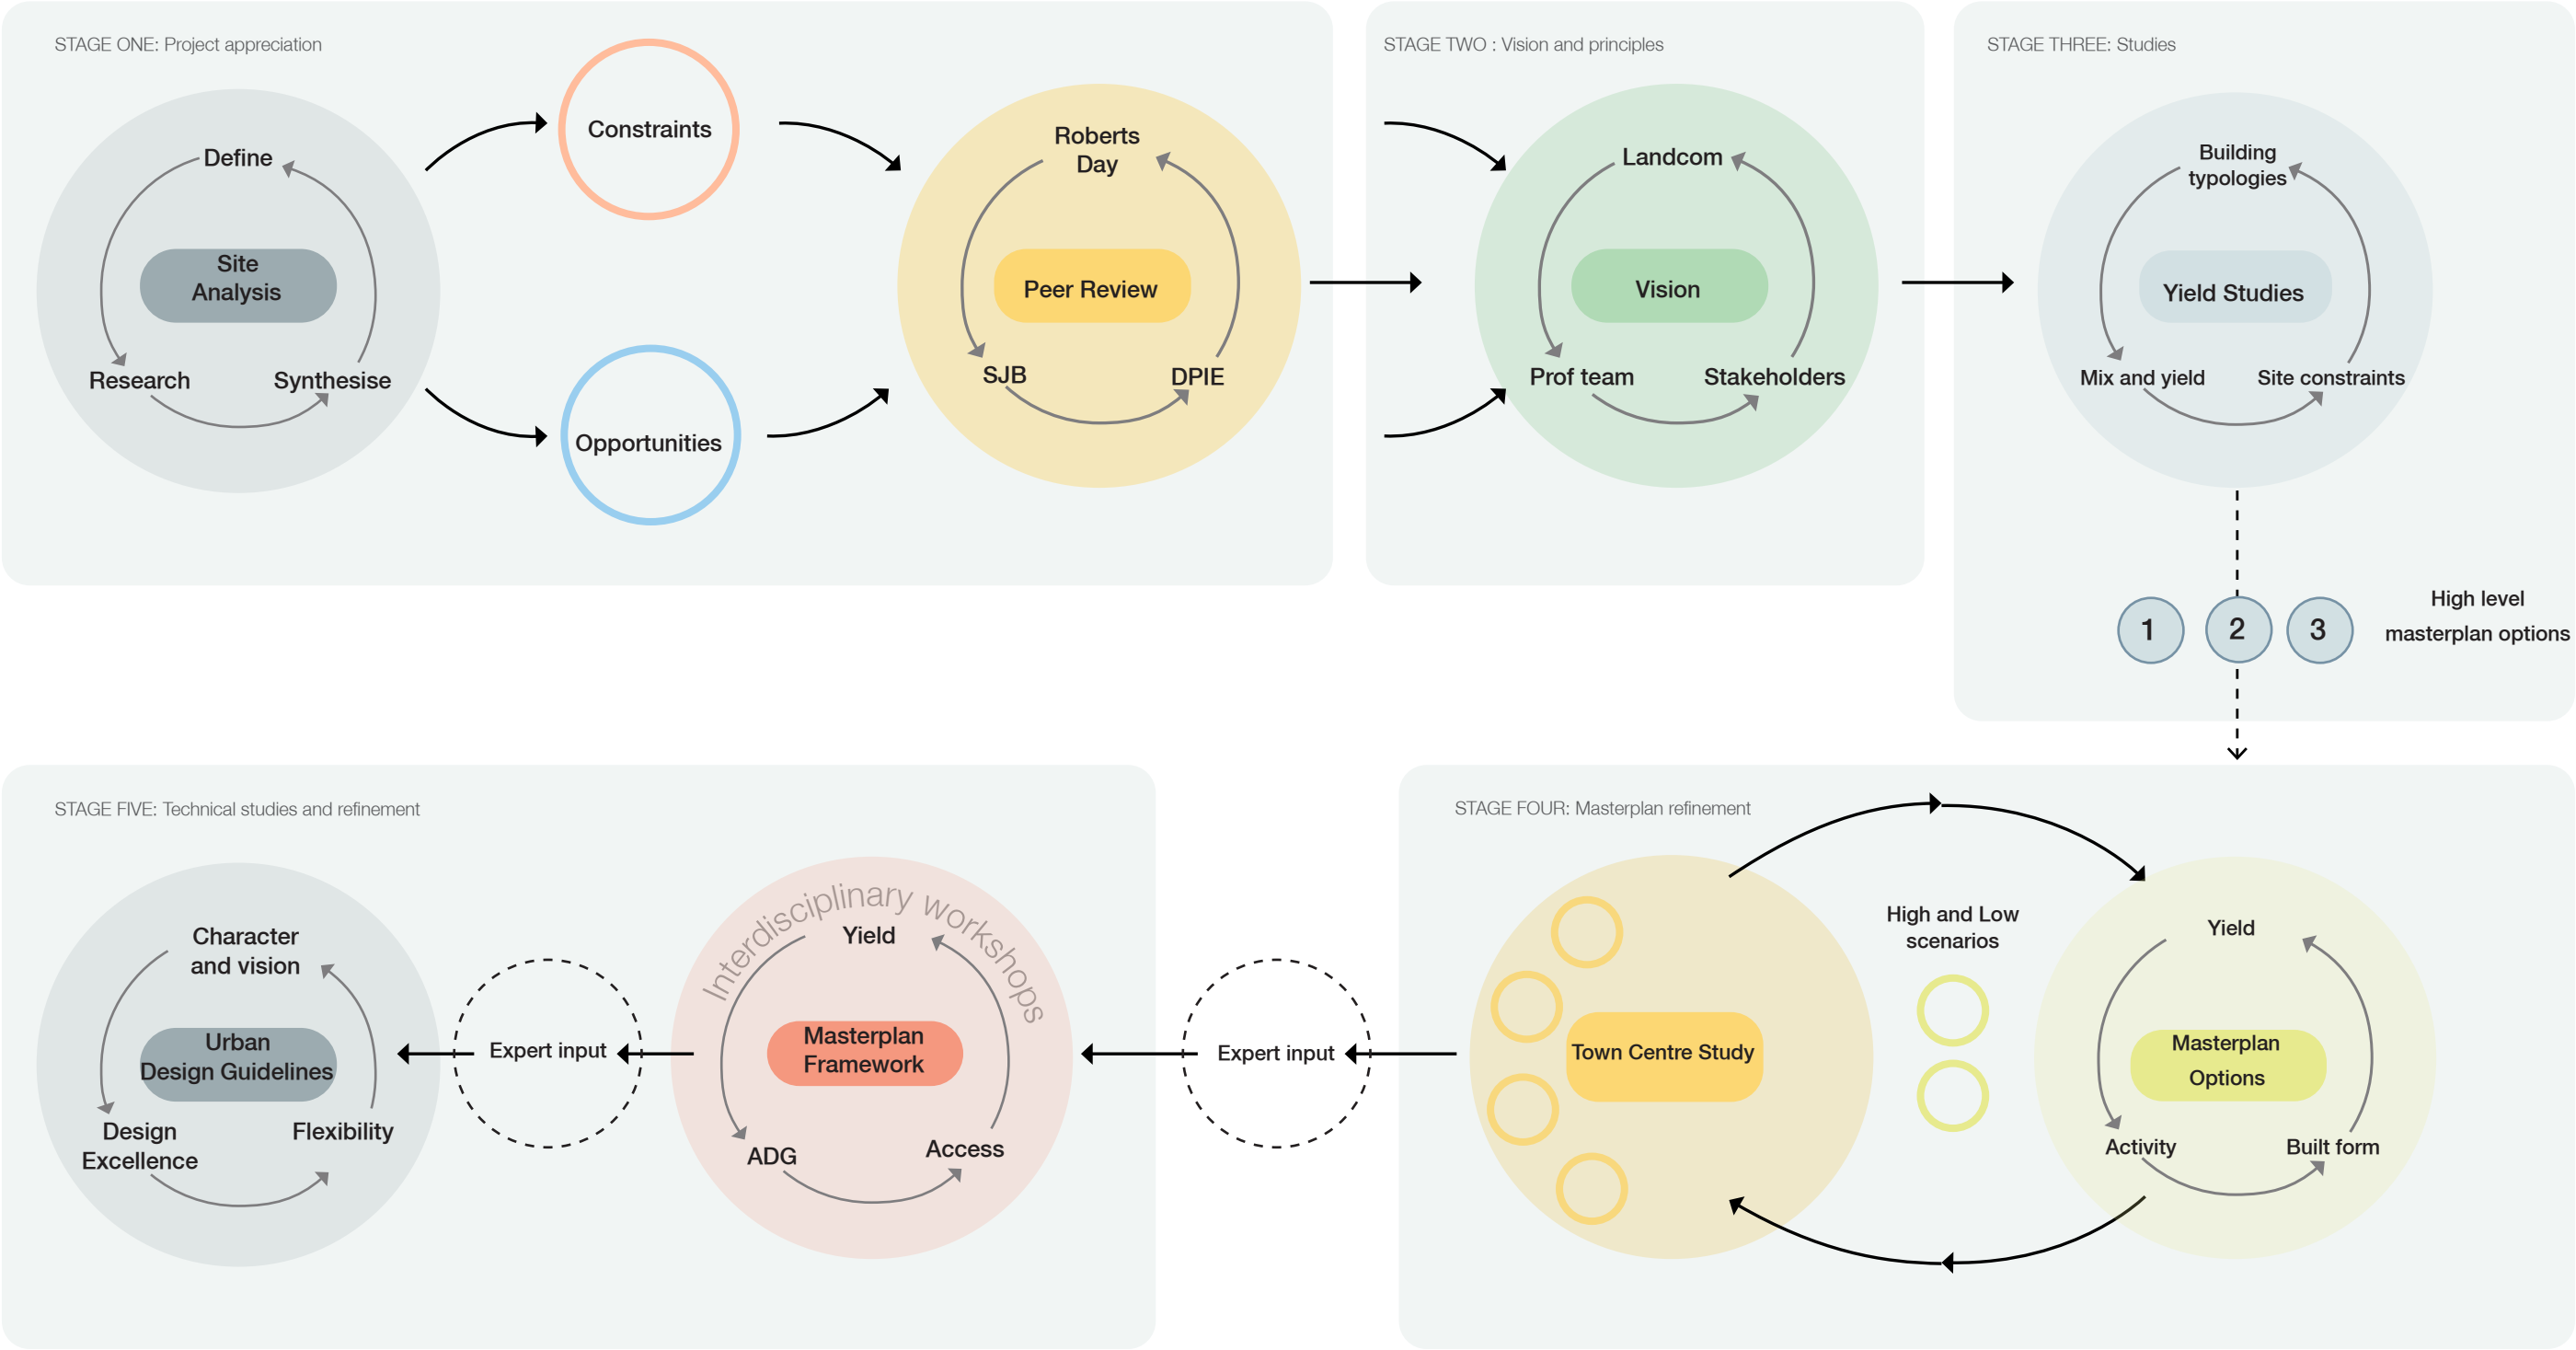 STAGE ONE: Project appreciation
Define
Site
Analysis
Research
Synthesise
Constraints
Opportunities
Roberts
Day
Peer Review
SJB
DPIE
STAGE TWO : Vision and principles
Landcom
Vision
Prof team
Stakeholders
STAGE THREE: Studies
Building
typologies
Yield Studies
Mix and yield
Site constraints
1
2
3
High level
masterplan options
STAGE FOUR: Masterplan refinement
Town Centre Study
High and Low
scenarios
Yield
Masterplan
Options
Activity
Built form
Expert input
STAGE FIVE: Technical studies and refinement
Interdisciplinary workshops
Yield
Masterplan
Framework
ADG
Access
Expert input
Character
and vision
Urban
Design Guidelines
Design
Excellence
Flexibility